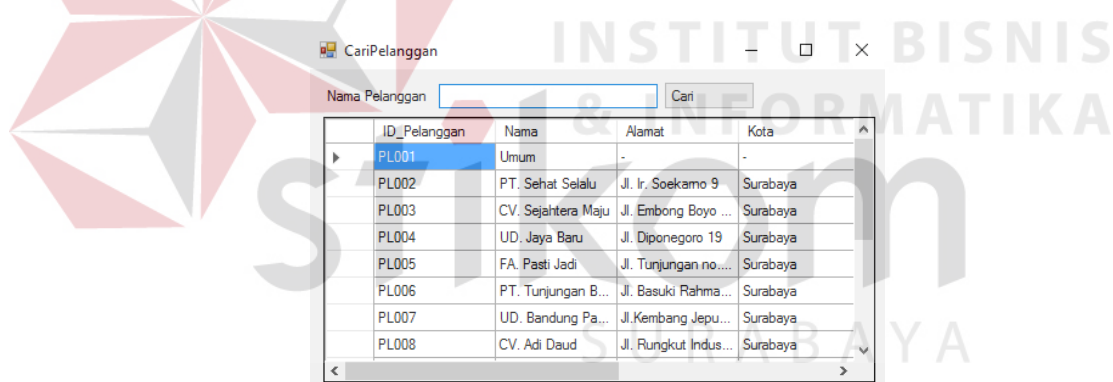 INSTITUT BISNIS
& INFORMATIKA
stikom
SURABAYA
CariPelanggan
Nama Pelanggan Cari
ID_Pelanggan Nama Alamat Kota
PL001 Umum - -
PL002 PT. Sehat Selalu Jl. Ir. Soekarno 9 Surabaya
PL003 CV. Sejahtera Maju Jl. Embong Boyo ... Surabaya
PL004 UD. Jaya Baru Jl. Diponegoro 19 Surabaya
PL005 FA. Pasti Jadi Jl. Tunjungan no.... Surabaya
PL006 PT. Tunjungan B... Jl. Basuki Rahma... Surabaya
PL007 UD. Bandung Pa... Jl.Kembang Jepu... Surabaya
PL008 CV. Adi Daud Jl. Rungkut Indus... Surabaya